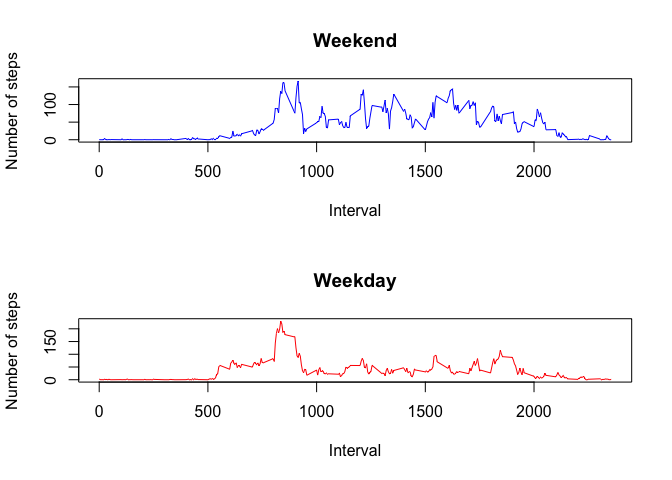 Weekend
Number of steps
100
0
0 500 1000 1500 2000
Interval
Weekday
Number of steps
150
0
0 500 1000 1500 2000
Interval